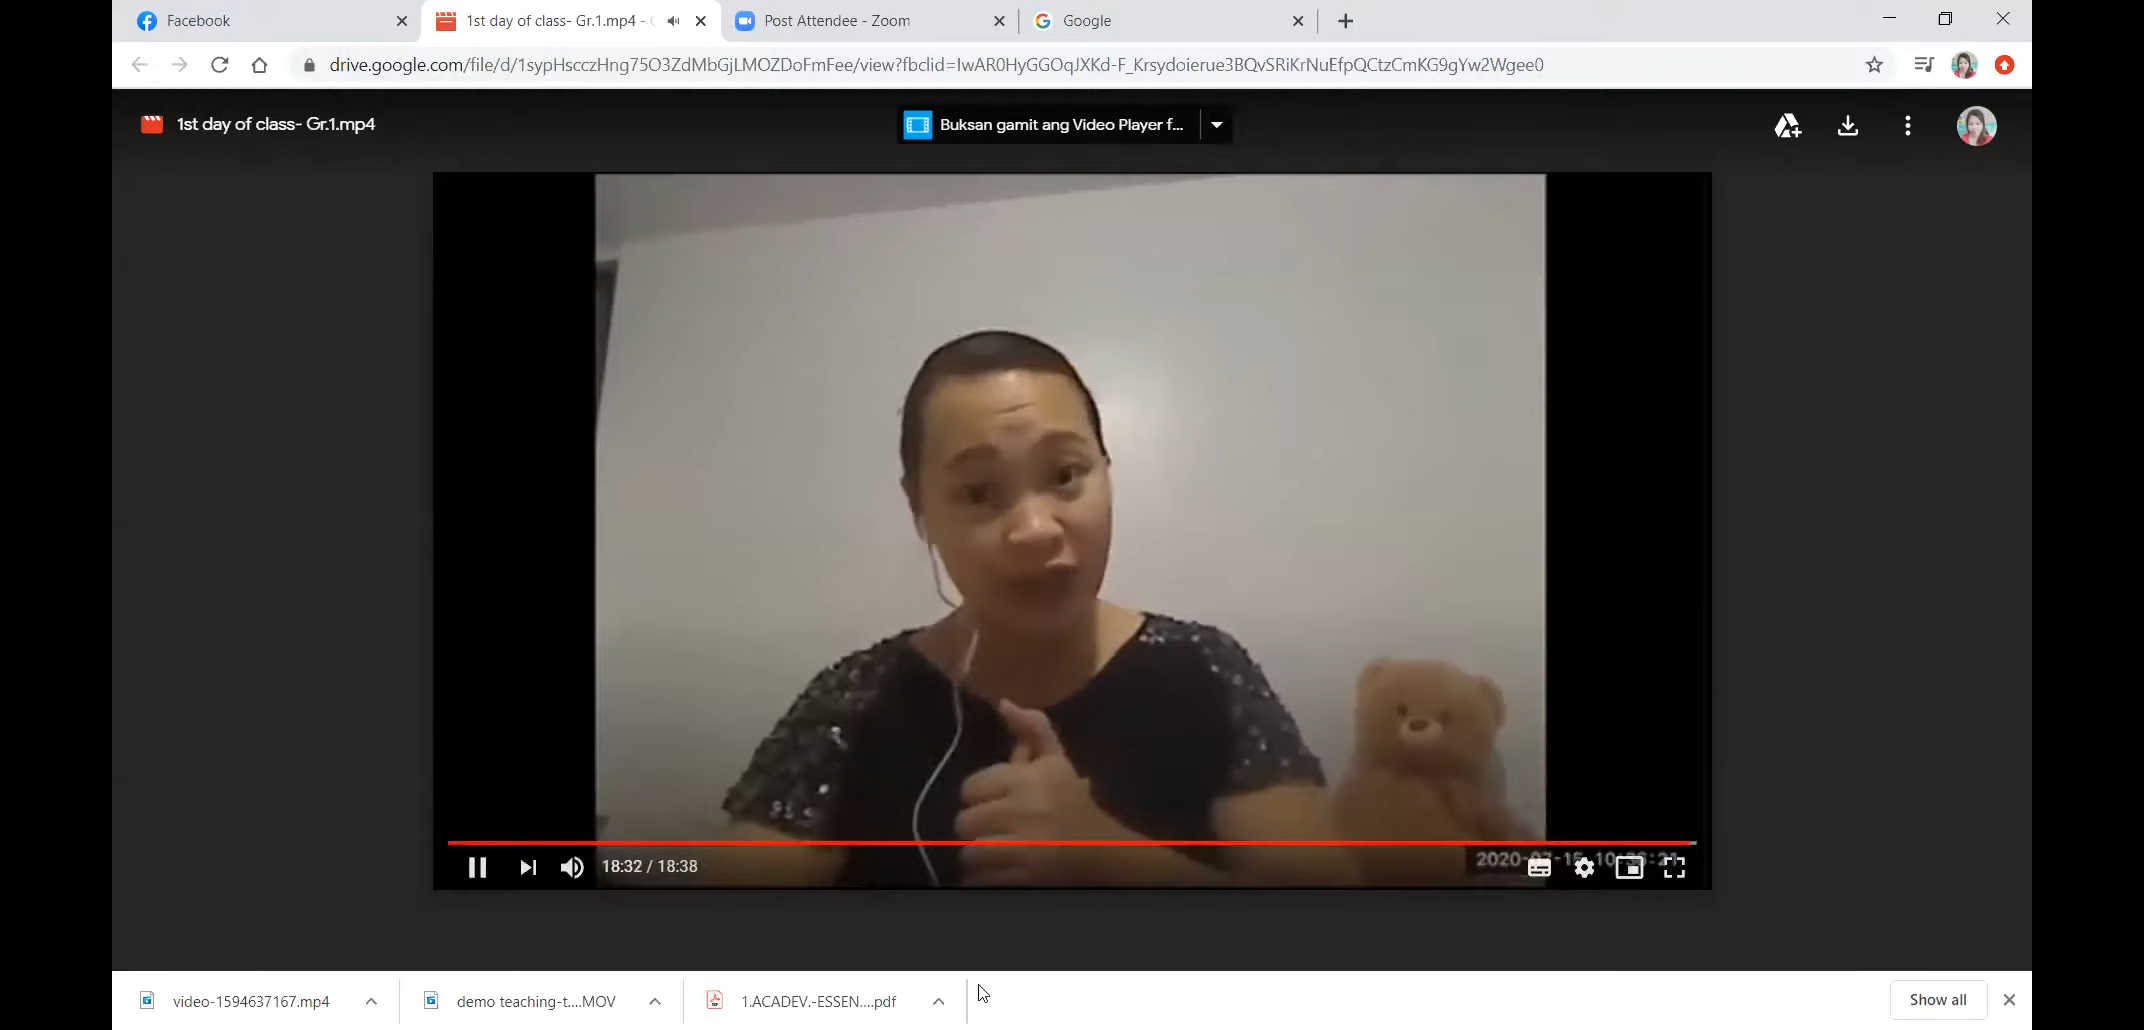 Facebook
1st day of class- Gr.1.mp4 -
Post Attendee - Zoom
Google
drive.google.com/file/d/1sypHscczHng75O3ZdMbGjLMOZDoFmFee/view?fbclid=IwAR0HyGGOqJXKd-F_Krsydoierue3BQvSRiKrNuEfpQCtzCmKG9gYw2Wgee0
1st day of class- Gr.1.mp4
Buksan gamit ang Video Player f...
18:32 / 18:38
video-1594637167.mp4
demo teaching-t....MOV
1.ACADEV.-ESSEN....pdf
Show all